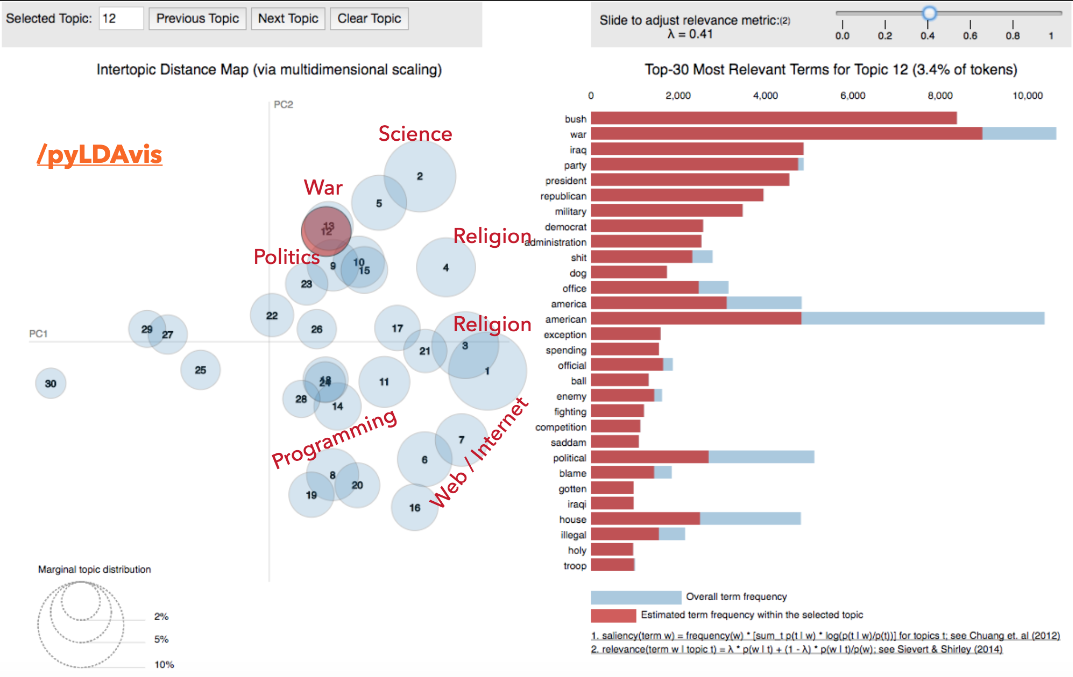 Selected Topic: 12 Previous Topic Next Topic Clear Topic
Slide to adjust relevance metric:(2)
λ = 0.41
0.0 0.2 0.4 0.6 0.8 1
Intertopic Distance Map (via multidimensional scaling)
PC2
PC1
/pyLDAvis
Science
War
Religion
Politics
Religion
Programming
Web / Internet
2
5
13
12
9
10
15
4
23
22
26
17
29
27
21
3
1
25
30
11
28
14
7
6
8
20
19
16
Marginal topic distribution
2%
5%
10%
Top-30 Most Relevant Terms for Topic 12 (3.4% of tokens)
0 2,000 4,000 6,000 8,000 10,000
bush
war
iraq
party
president
republican
military
democrat
administration
shit
dog
office
america
american
exception
spending
official
ball
enemy
fighting
competition
saddam
political
blame
gotten
iraqi
house
illegal
holy
troop
Overall term frequency
Estimated term frequency within the selected topic
1. saliency(term w) = frequency(w) * [sum_t p(t | w) * log(p(t | w)/p(t))] for topics t; see Chuang et. al (2012)
2. relevance(term w | topic t) = λ * p(w | t) + (1 - λ) * p(w | t)/p(w); see Sievert & Shirley (2014)